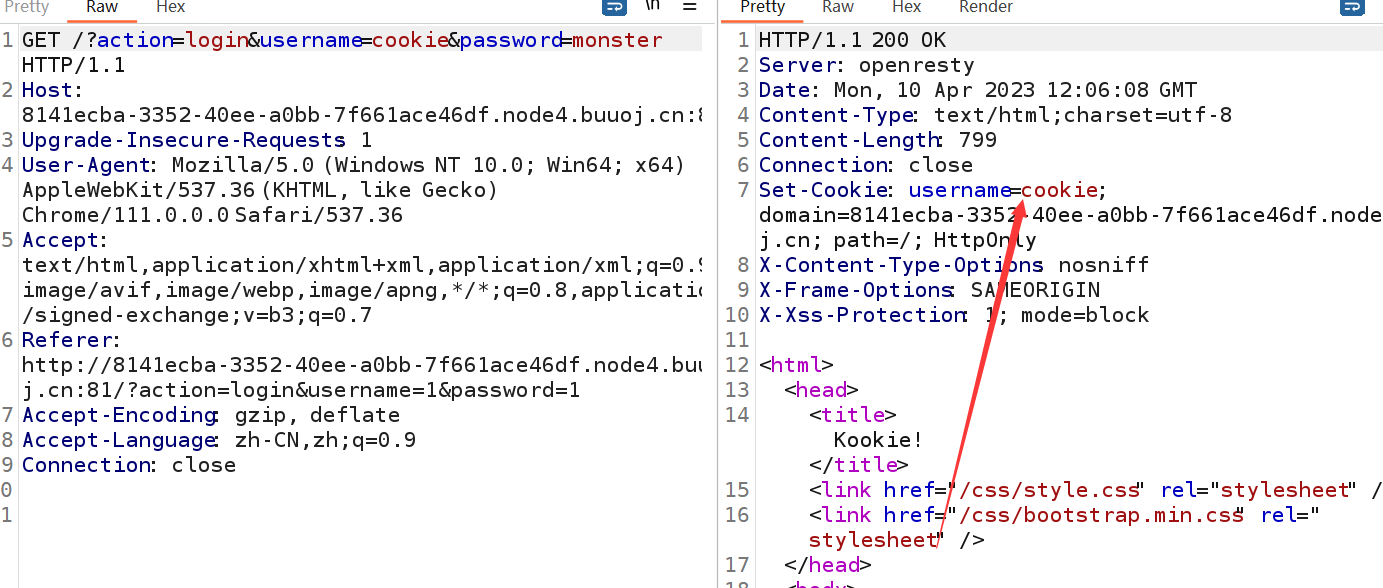 Pretty Raw Hex \n
1 GET /?action=login&username=cookie&password=monster
HTTP/1.1
2 Host:
8141ecba-3352-40ee-a0bb-7f661ace46df.node4.buuoj.cn:8
3 Upgrade-Insecure-Requests: 1
4 User-Agent: Mozilla/5.0 (Windows NT 10.0; Win64; x64)
AppleWebKit/537.36 (KHTML, like Gecko)
Chrome/111.0.0.0 Safari/537.36
5 Accept:
text/html,application/xhtml+xml,application/xml;q=0.9
image/avif,image/webp,image/apng,*/*;q=0.8,applicatio
/signed-exchange;v=b3;q=0.7
6 Referer:
http://8141ecba-3352-40ee-a0bb-7f661ace46df.node4.buu
j.cn:81/?action=login&username=1&password=1
7 Accept-Encoding: gzip, deflate
8 Accept-Language: zh-CN,zh;q=0.9
9 Connection: close
0
1
Pretty Raw Hex Render
1 HTTP/1.1 200 OK
2 Server: openresty
3 Date: Mon, 10 Apr 2023 12:06:08 GMT
4 Content-Type: text/html;charset=utf-8
5 Content-Length: 799
6 Connection: close
7 Set-Cookie: username=cookie;
domain=8141ecba-3352-40ee-a0bb-7f661ace46df.node
j.cn; path=/; HttpOnly
8 X-Content-Type-Options: nosniff
9 X-Frame-Options: SAMEORIGIN
10 X-Xss-Protection: 1; mode=block
11
12 <html>
13 <head>
14 <title>
Kookie!
</title>
15 <link href="/css/style.css" rel="stylesheet" /
16 <link href="/css/bootstrap.min.css" rel="
stylesheet" />
17 </head>
18 <body>